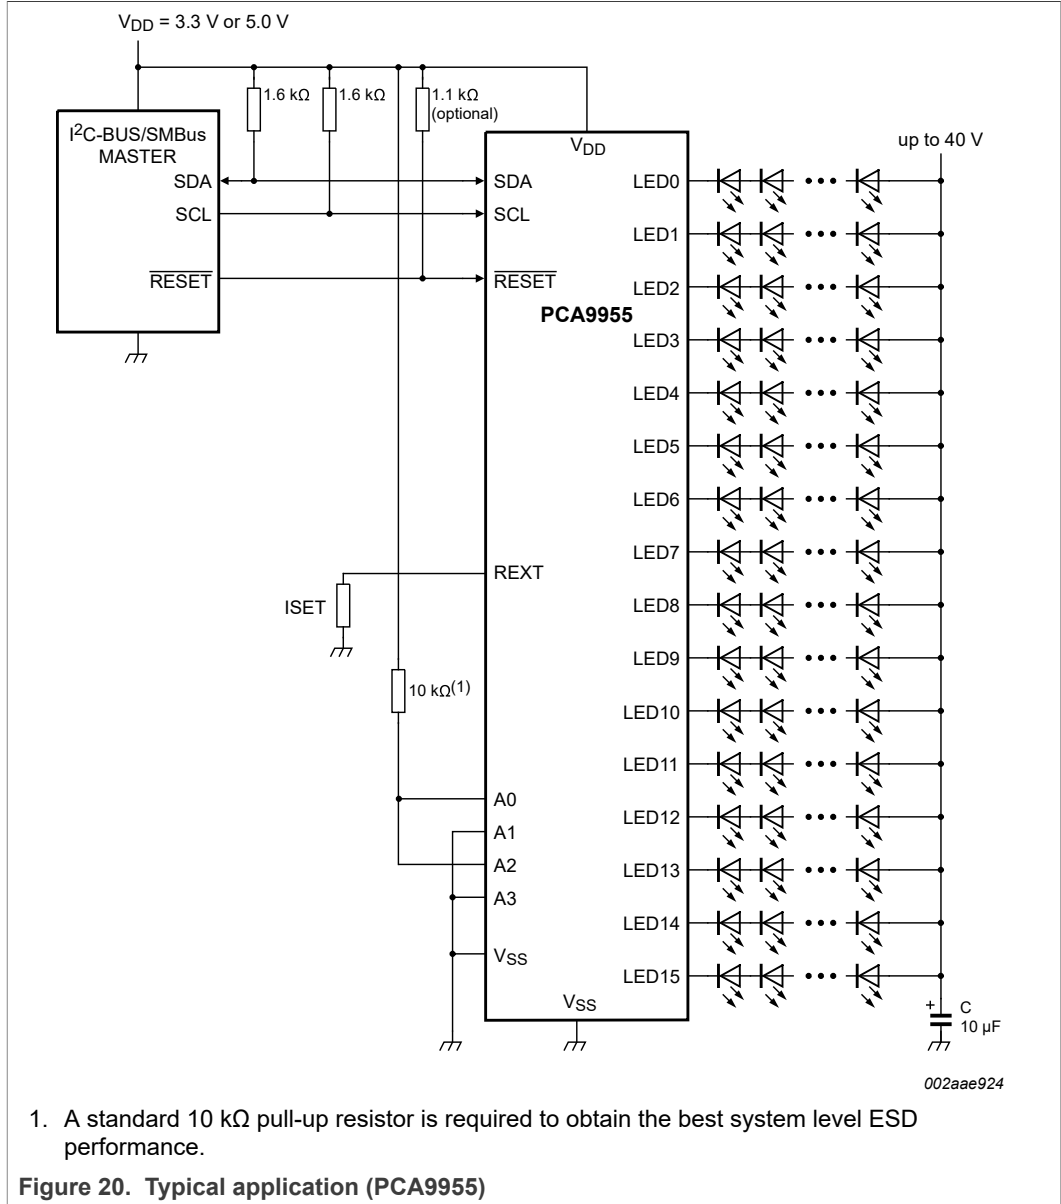 VDD = 3.3 V or 5.0 V
1.6 kΩ
1.6 kΩ
1.1 kΩ
(optional)
I2C-BUS/SMBus
MASTER
SDA
SCL
RESET
VDD
SDA
SCL
RESET
PCA9955
up to 40 V
LED0
LED1
LED2
LED3
LED4
LED5
LED6
LED7
LED8
LED9
LED10
LED11
LED12
LED13
LED14
LED15
REXT
ISET
10 kΩ(1)
A0
A1
A2
A3
VSS
VSS
+
C
10 µF
002aae924
1. A standard 10 kΩ pull-up resistor is required to obtain the best system level ESD
performance.
Figure 20. Typical application (PCA9955)